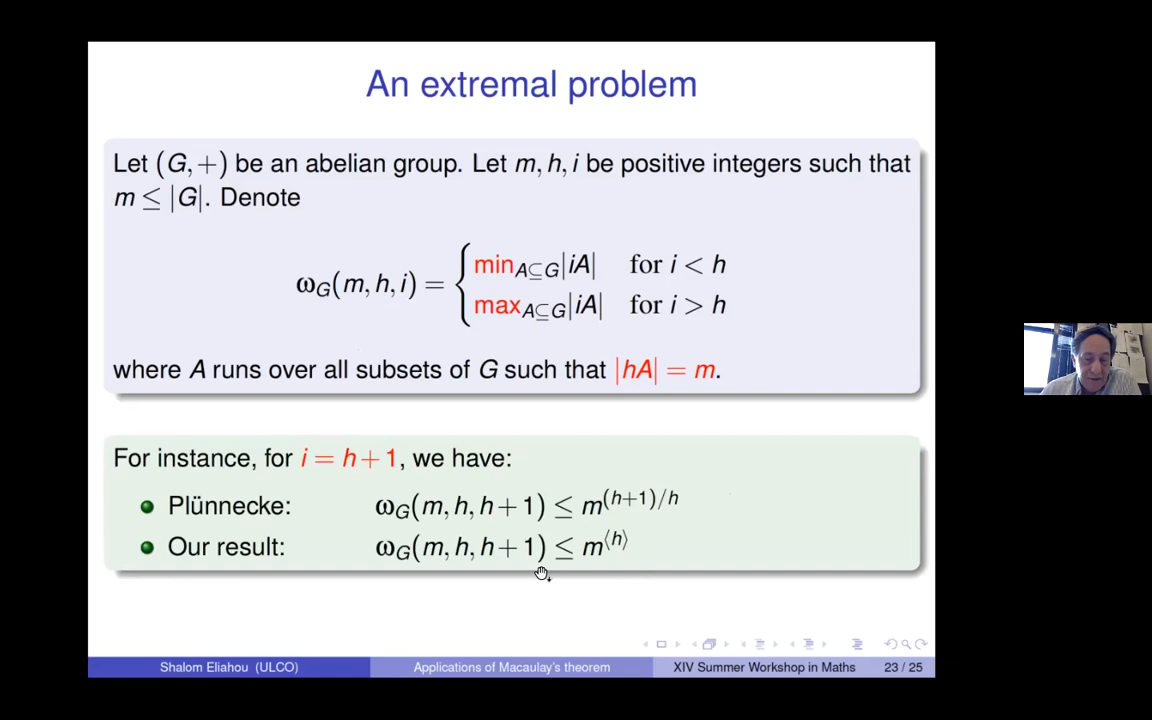 An extremal problem
Let (G,+) be an abelian group. Let m, h, i be positive integers such that
m ≤ |G|. Denote
ω_G(m, h, i) = { min_{A⊆G}|iA| for i < h
max_{A⊆G}|iA| for i > h
where A runs over all subsets of G such that |hA| = m.
For instance, for i = h+1, we have:
Plünnecke: ω_G(m, h, h+1) ≤ m^{(h+1)/h}
Our result: ω_G(m, h, h+1) ≤ m^{⟨h⟩}
Shalom Eliahou (ULCO) Applications of Macaulay's theorem XIV Summer Workshop in Maths 23 / 25